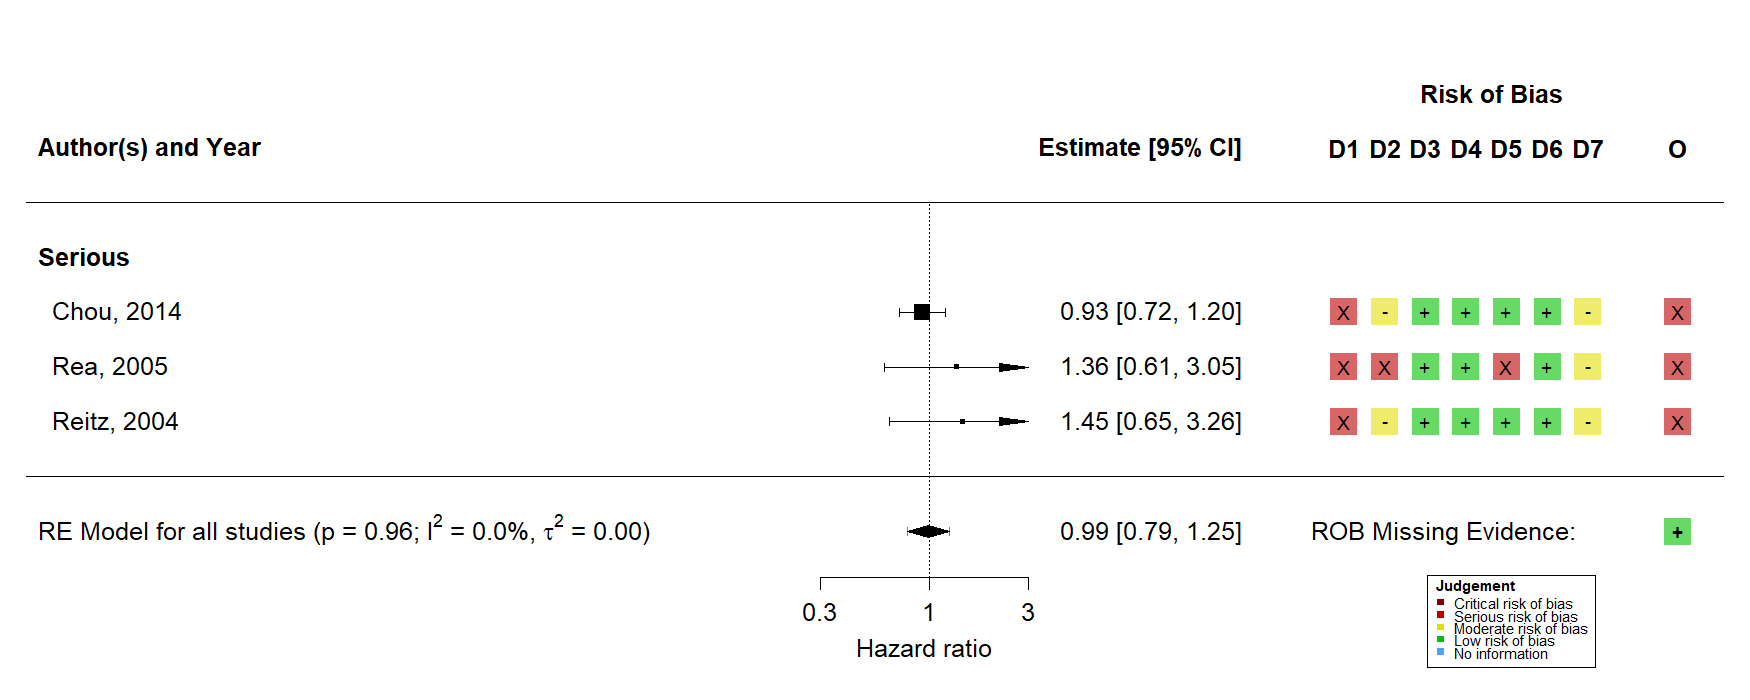 Risk of Bias
Author(s) and Year Estimate [95% CI] D1 D2 D3 D4 D5 D6 D7 O
Serious
Chou, 2014 0.93 [0.72, 1.20] X - + + + + - X
Rea, 2005 1.36 [0.61, 3.05] X X + + X + - X
Reitz, 2004 1.45 [0.65, 3.26] X - + + + + - X
RE Model for all studies (p = 0.96; I² = 0.0%, τ² = 0.00) 0.99 [0.79, 1.25] ROB Missing Evidence: +
0.3 1 3
Hazard ratio
Judgement
Critical risk of bias
Serious risk of bias
Moderate risk of bias
Low risk of bias
No information